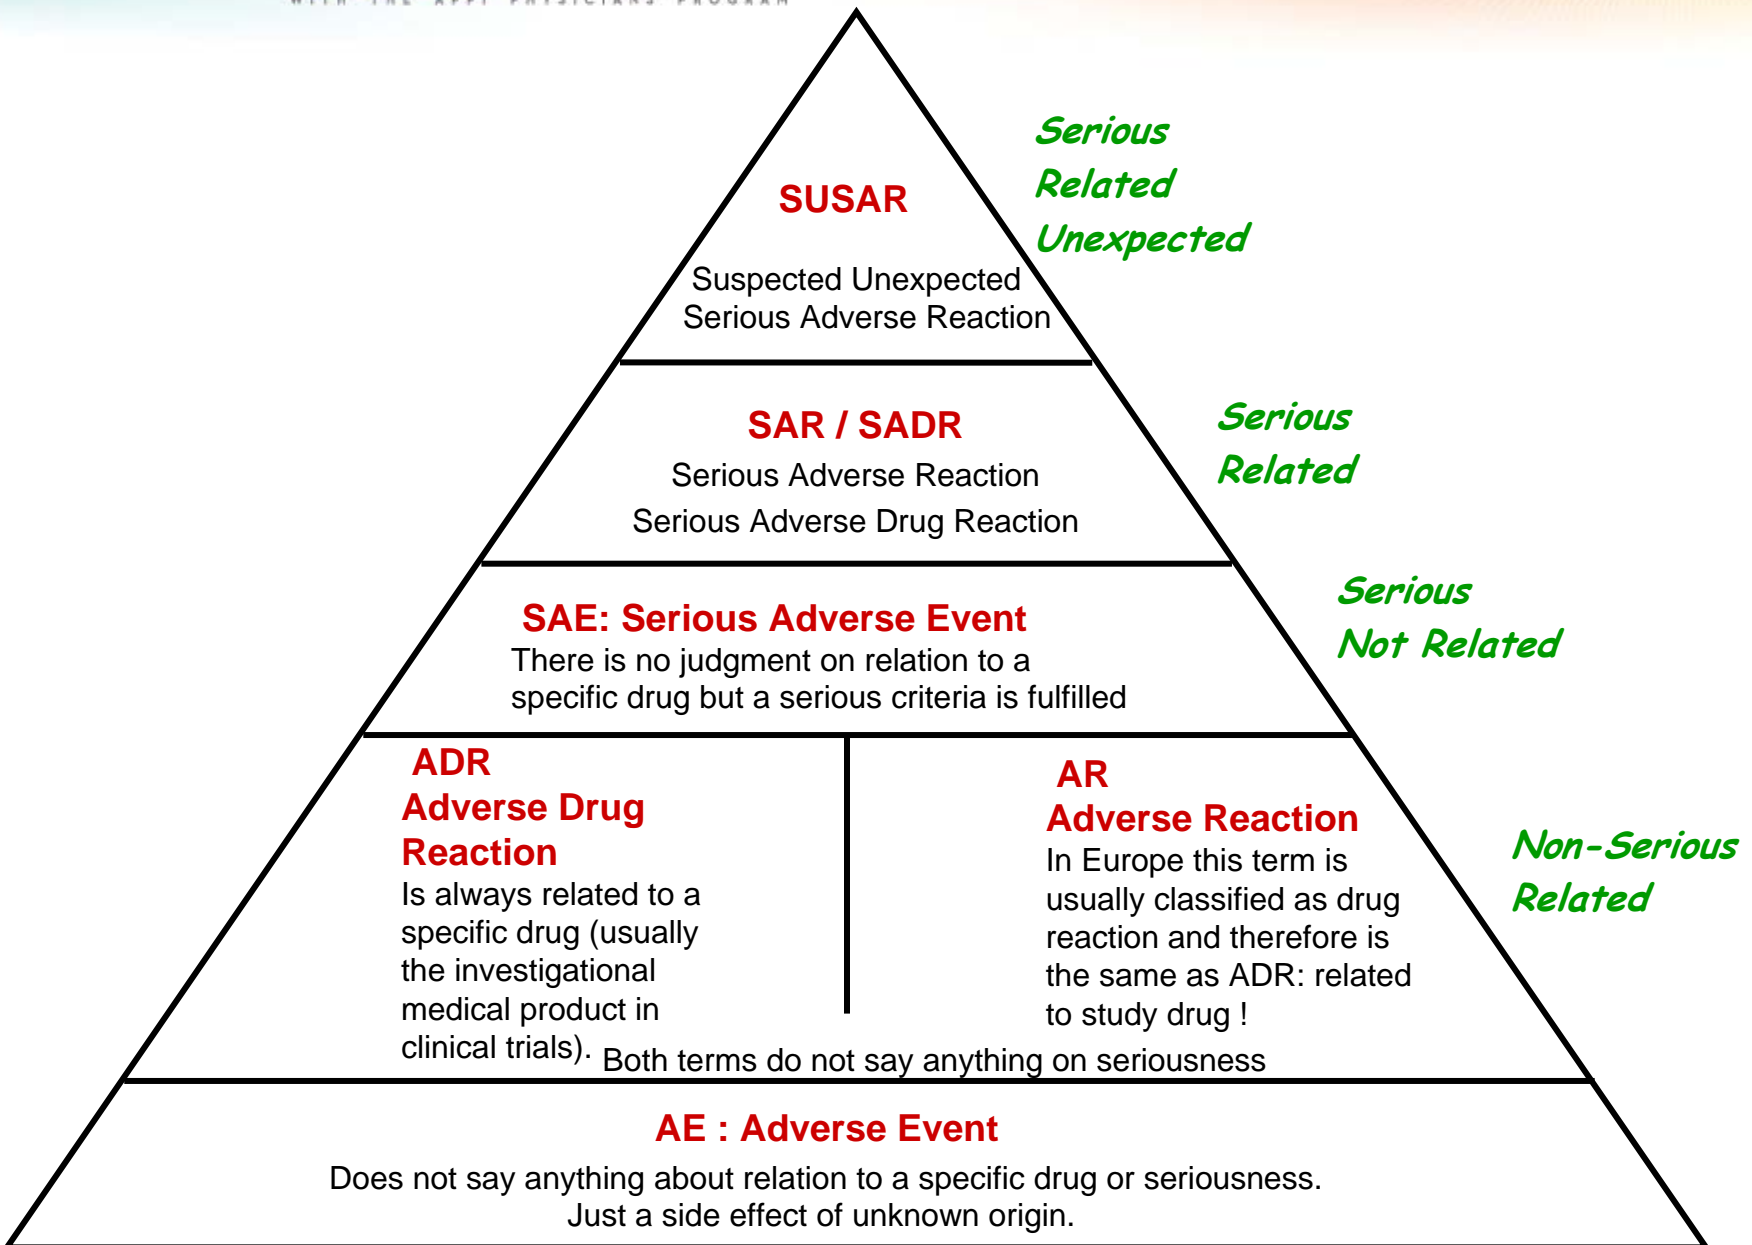 WITH THE APPI PHYSICIANS PROGRAM
SUSAR
Suspected Unexpected
Serious Adverse Reaction
Serious
Related
Unexpected
SAR / SADR
Serious Adverse Reaction
Serious Adverse Drug Reaction
Serious
Related
SAE: Serious Adverse Event
There is no judgment on relation to a
specific drug but a serious criteria is fulfilled
Serious
Not Related
ADR
Adverse Drug
Reaction
Is always related to a
specific drug (usually
the investigational
medical product in
clinical trials).
AR
Adverse Reaction
In Europe this term is
usually classified as drug
reaction and therefore is
the same as ADR: related
to study drug !
Both terms do not say anything on seriousness
Non-Serious
Related
AE : Adverse Event
Does not say anything about relation to a specific drug or seriousness.
Just a side effect of unknown origin.